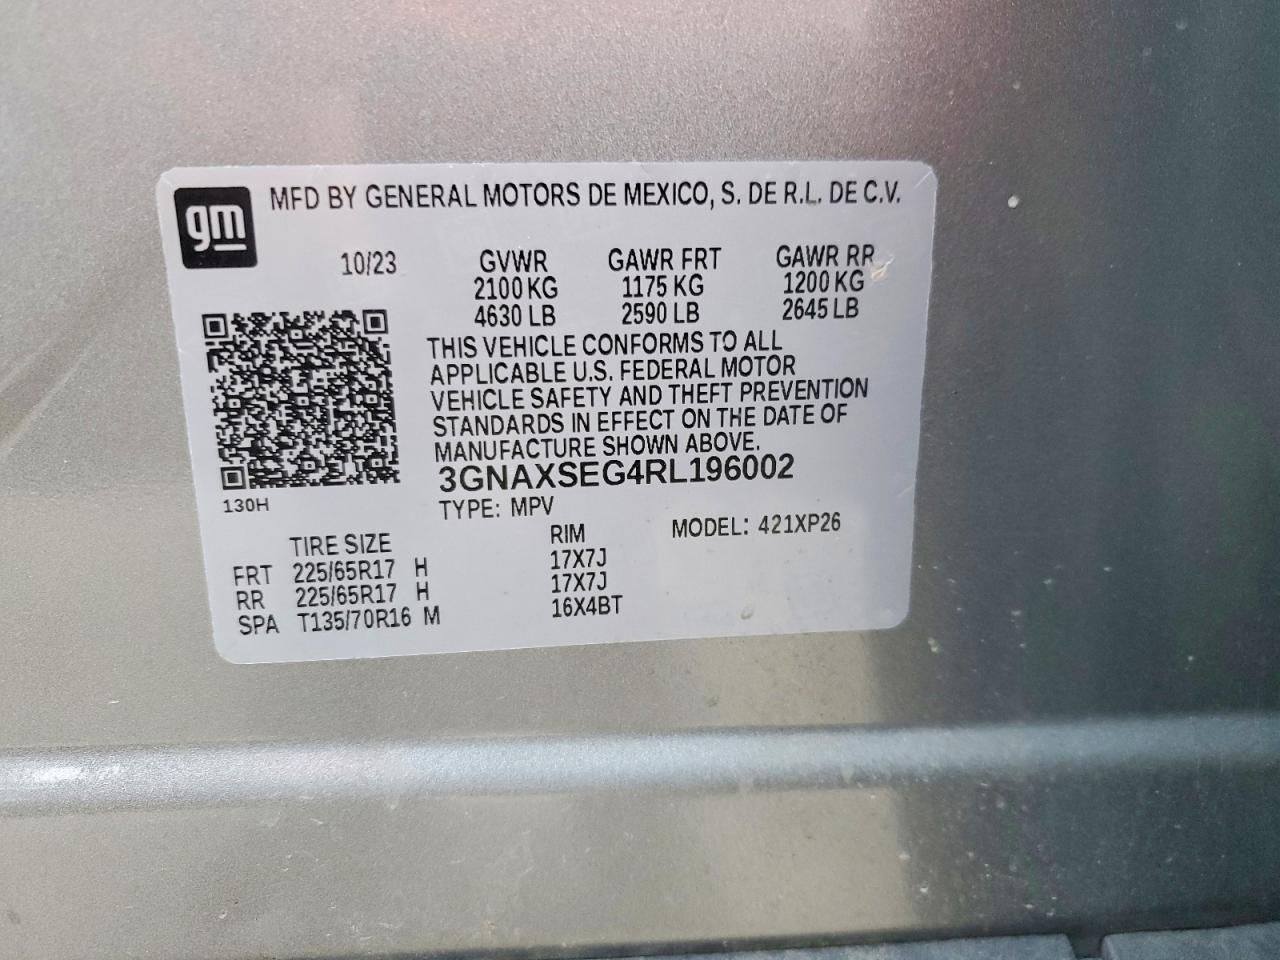 gm
MFD BY GENERAL MOTORS DE MEXICO, S. DE R.L. DE C.V.
10/23 GVWR GAWR FRT GAWR RR
2100 KG 1175 KG 1200 KG
4630 LB 2590 LB 2645 LB
THIS VEHICLE CONFORMS TO ALL
APPLICABLE U.S. FEDERAL MOTOR
VEHICLE SAFETY AND THEFT PREVENTION
STANDARDS IN EFFECT ON THE DATE OF
MANUFACTURE SHOWN ABOVE.
3GNAXSEG4RL196002
130H
TYPE: MPV MODEL: 421XP26
TIRE SIZE RIM
FRT 225/65R17 H 17X7J
RR 225/65R17 H 17X7J
SPA T135/70R16 M 16X4BT